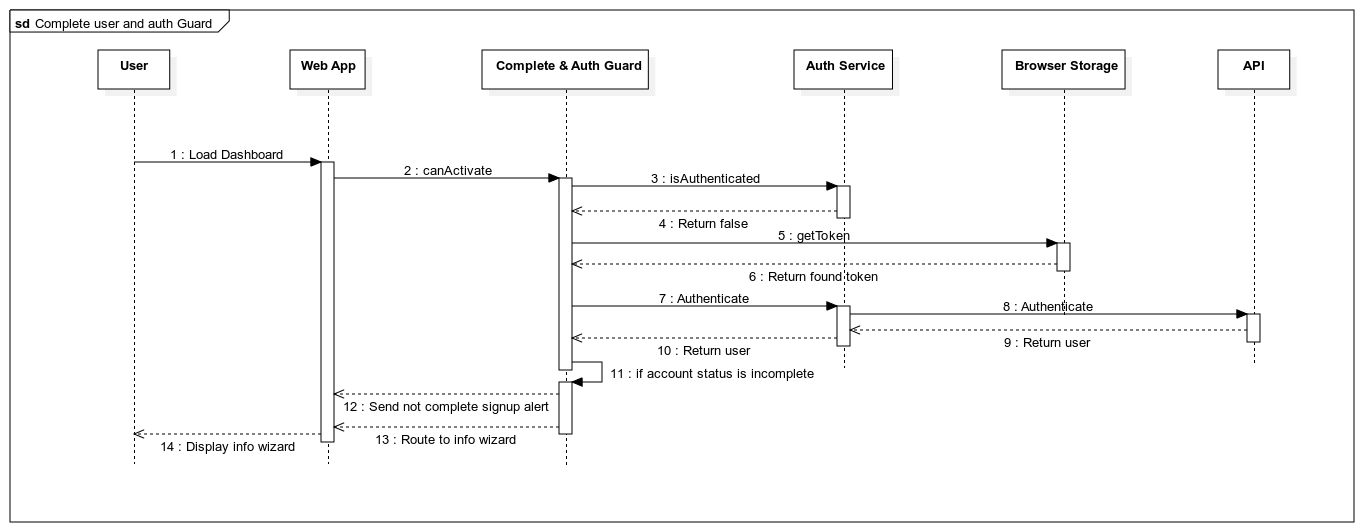 sd Complete user and auth Guard
User
Web App
Complete & Auth Guard
Auth Service
Browser Storage
API
1 : Load Dashboard
2 : canActivate
3 : isAuthenticated
4 : Return false
5 : getToken
6 : Return found token
7 : Authenticate
8 : Authenticate
9 : Return user
10 : Return user
11 : if account status is incomplete
12 : Send not complete signup alert
13 : Route to info wizard
14 : Display info wizard